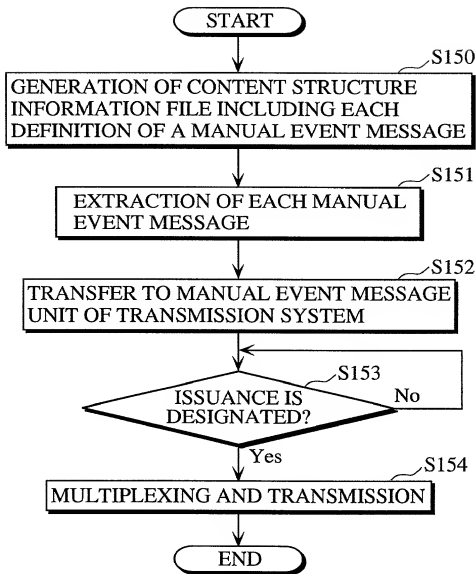 START
S150
GENERATION OF CONTENT STRUCTURE
INFORMATION FILE INCLUDING EACH
DEFINITION OF A MANUAL EVENT MESSAGE
S151
EXTRACTION OF EACH MANUAL
EVENT MESSAGE
S152
TRANSFER TO MANUAL EVENT MESSAGE
UNIT OF TRANSMISSION SYSTEM
S153
ISSUANCE IS
DESIGNATED?
No
Yes
S154
MULTIPLEXING AND TRANSMISSION
END